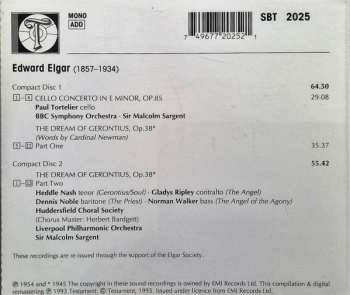 MONO
ADD
SBT 2025
7 49677 20252 1
Edward Elgar (1857–1934)
Compact Disc 1 64.30
1 – 4 CELLO CONCERTO IN E MINOR, OP.85 29.08
Paul Tortelier cello
BBC Symphony Orchestra · Sir Malcolm Sargent
THE DREAM OF GERONTIUS, Op.38*
(Words by Cardinal Newman)
Part One 35.37
Compact Disc 2 55.42
THE DREAM OF GERONTIUS, Op.38*
Part Two
Heddle Nash tenor (Gerontius/Soul) · Gladys Ripley contralto (The Angel)
Dennis Noble baritone (The Priest) · Norman Walker bass (The Angel of the Agony)
Huddersfield Choral Society
(Chorus Master: Herbert Bardgett)
Liverpool Philharmonic Orchestra
Sir Malcolm Sargent
These recordings are re-issued through the support of the Elgar Society.
℗ 1954 and * 1945 The copyright in these sound recordings is owned by EMI Records Ltd. This compilation & digital
remastering ℗ 1993 Testament, © Testament, 1993. Issued under licence from EMI Records Ltd.